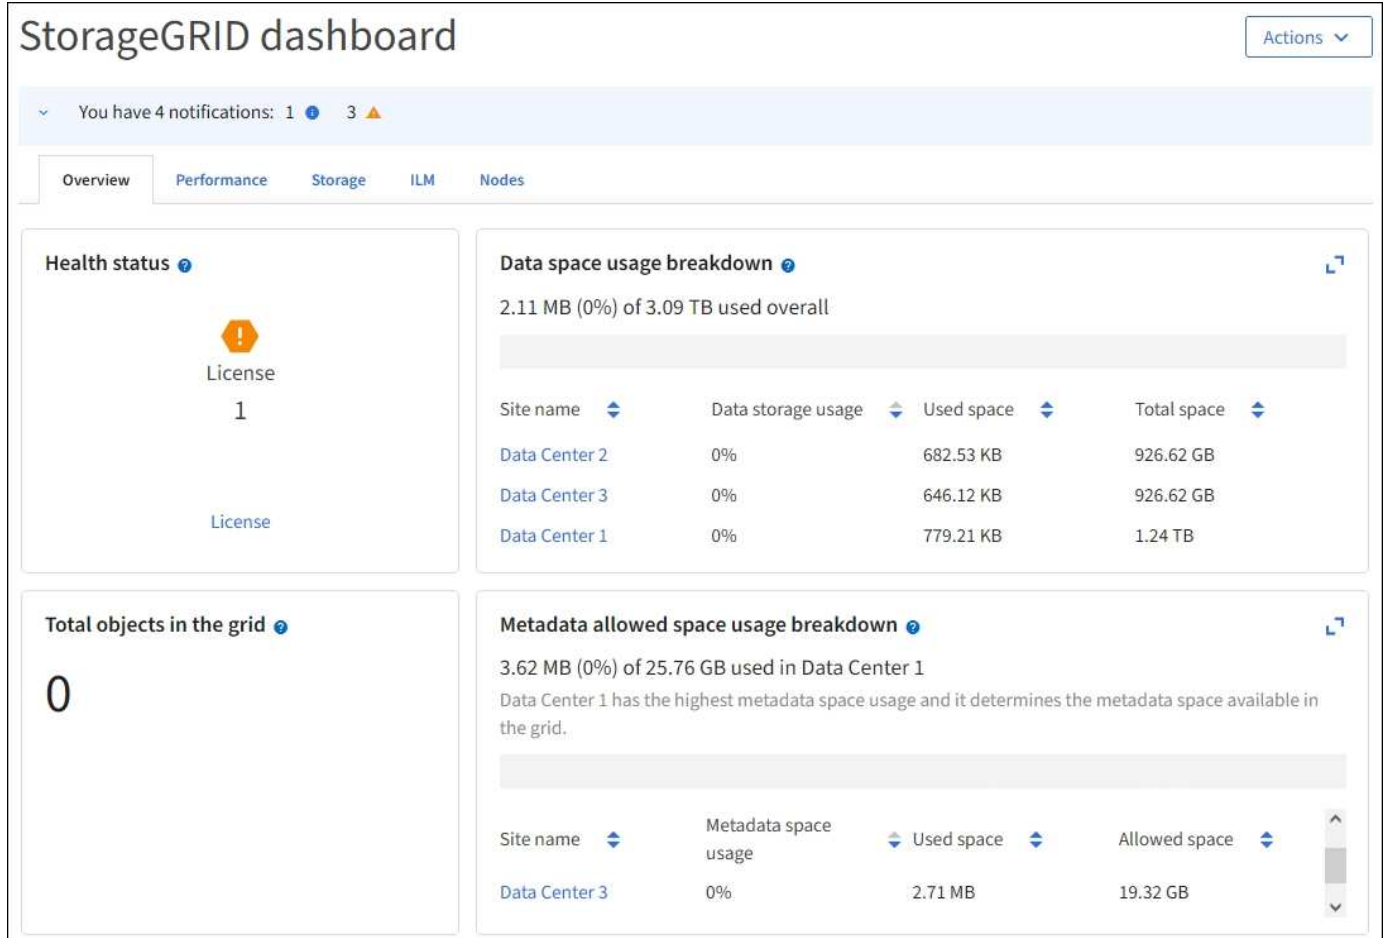 StorageGRID dashboard
Actions
You have 4 notifications: 1 3
Overview Performance Storage ILM Nodes
Health status
License
1
License
Data space usage breakdown
2.11 MB (0%) of 3.09 TB used overall
Site name Data storage usage Used space Total space
Data Center 2 0% 682.53 KB 926.62 GB
Data Center 3 0% 646.12 KB 926.62 GB
Data Center 1 0% 779.21 KB 1.24 TB
Total objects in the grid
0
Metadata allowed space usage breakdown
3.62 MB (0%) of 25.76 GB used in Data Center 1
Data Center 1 has the highest metadata space usage and it determines the metadata space available in
the grid.
Site name Metadata space usage Used space Allowed space
Data Center 3 0% 2.71 MB 19.32 GB